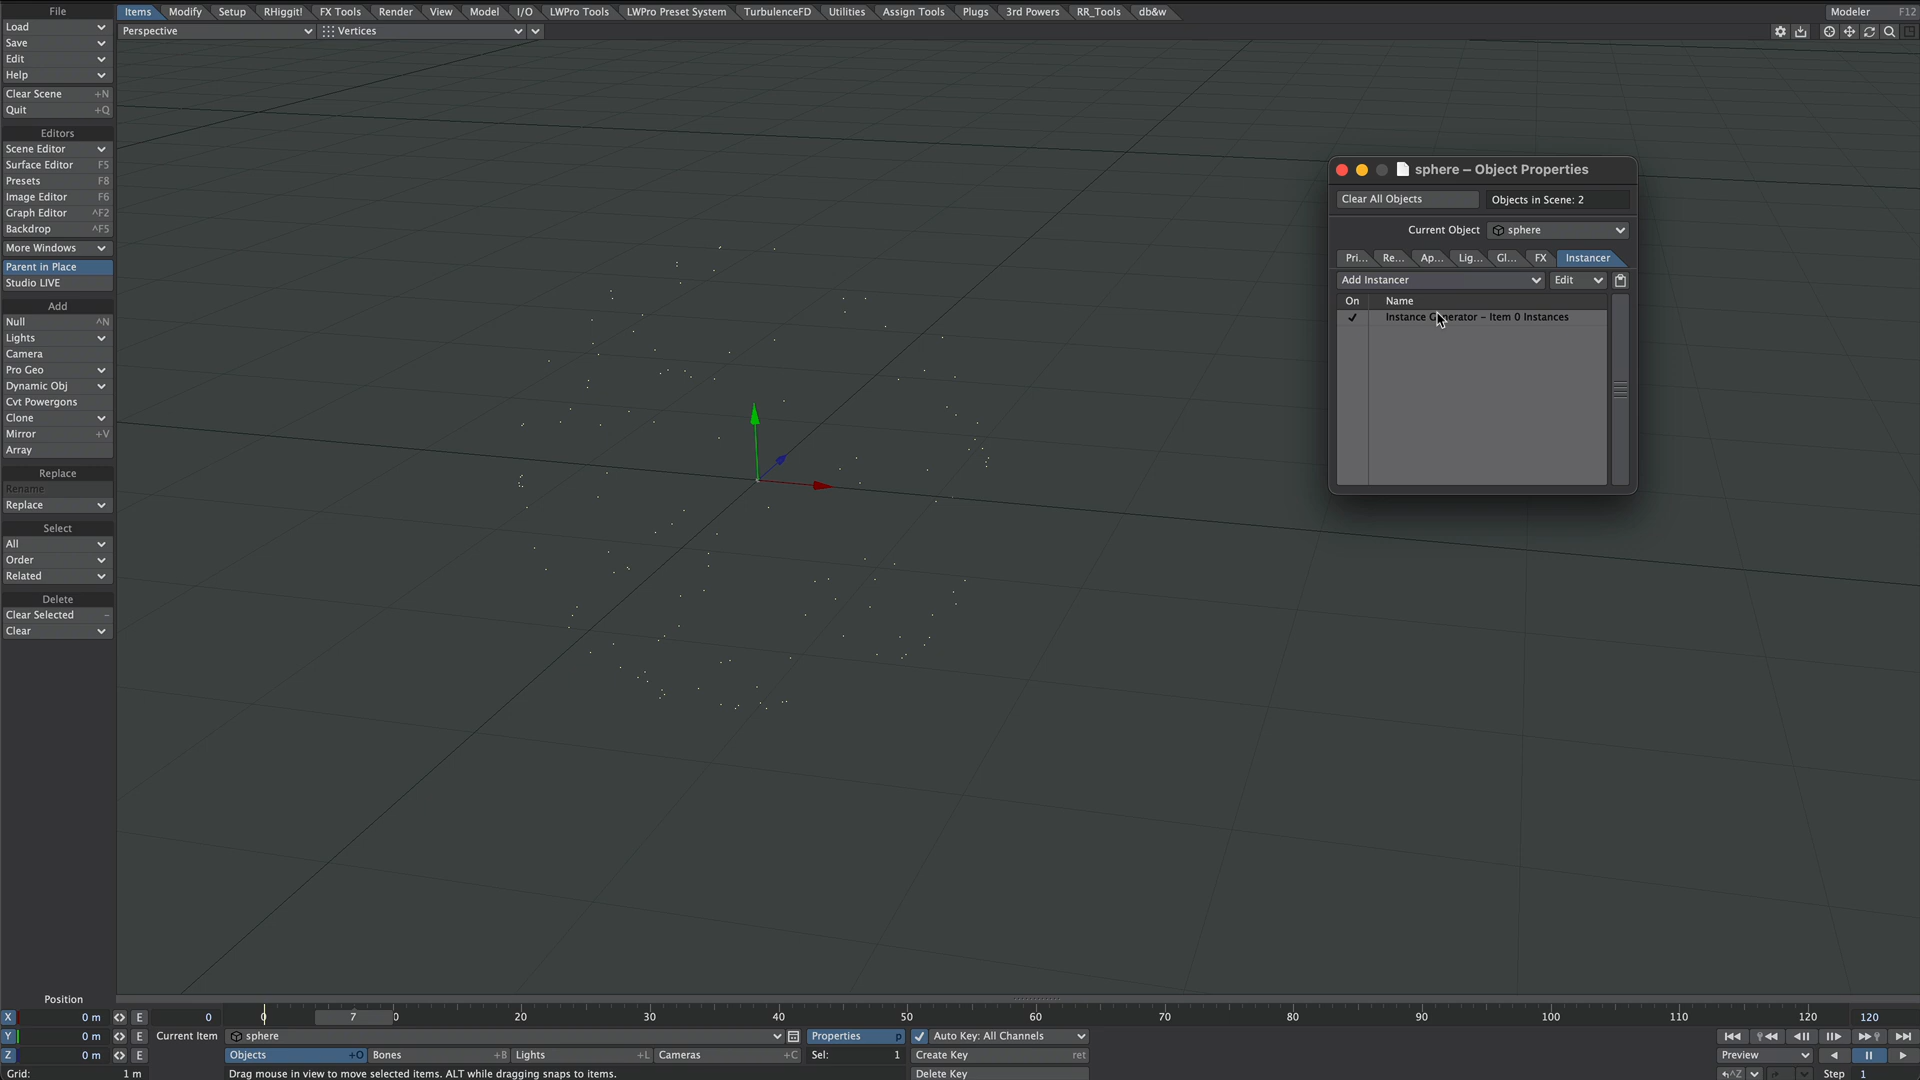 File
Items
Modify
Setup
RHiggit!
FX Tools
Render
View
Model
I/O
LWPro Tools
LWPro Preset System
TurbulenceFD
Utilities
Assign Tools
Plugs
3rd Powers
RR_Tools
db&w
Modeler F12
Perspective
Vertices
Load
Save
Edit
Help
Clear Scene +N
Quit +Q
Editors
Scene Editor
Surface Editor F5
Presets F8
Image Editor F6
Graph Editor ^F2
Backdrop ^F5
More Windows
Parent in Place
Studio LIVE
Add
Null ^N
Lights
Camera
Pro Geo
Dynamic Obj
Cvt Powergons
Clone
Mirror +V
Array
Replace
Rename
Replace
Select
All
Order
Related
Delete
Clear Selected –
Clear
sphere – Object Properties
Clear All Objects
Objects in Scene: 2
Current Object sphere
Pri...
Re...
Ap...
Lig...
Gl...
FX
Instancer
Add Instancer
Edit
On Name
Instance Generator – Item 0 Instances
Position
X 0 m E
Y 0 m E
Z 0 m E
Grid: 1 m
0
0 7 0 20 30 40 50 60 70 80 90 100 110 120 120
Current Item sphere
Properties p
Auto Key: All Channels
Objects +O
Bones +B
Lights +L
Cameras +C
Sel: 1
Create Key ret
Preview
Drag mouse in view to move selected items. ALT while dragging snaps to items.
Delete Key
^Z
Step 1